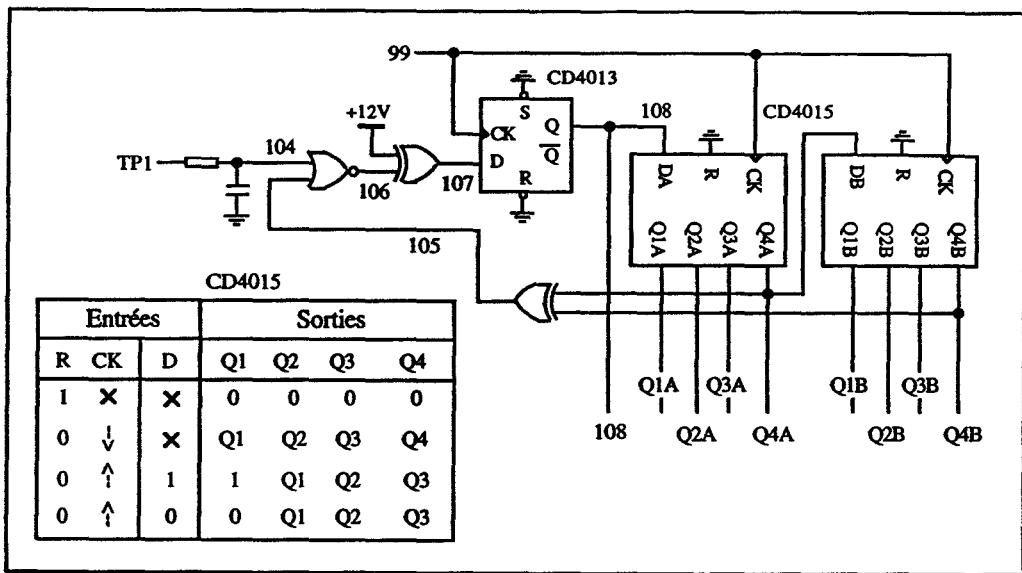 99
CD4013
+12V
S
108
CD4015
CK
Q
104
TP1
D
Q
106
107
R
DA
R
CK
DB
R
CK
105
Q1A
Q2A
Q3A
Q4A
Q1B
Q2B
Q3B
Q4B
CD4015
Entrées Sorties
R CK D Q1 Q2 Q3 Q4
1 × × 0 0 0 0
0 ↓ × Q1 Q2 Q3 Q4
0 ↑ 1 1 Q1 Q2 Q3
0 ↑ 0 0 Q1 Q2 Q3
Q1A Q3A Q1B Q3B
108 Q2A Q4A Q2B Q4B